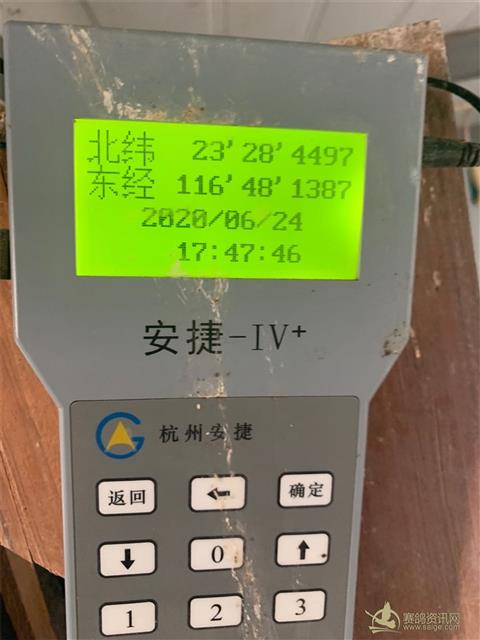 北纬 23' 28' 4497
东经 116' 48' 1387
2020/06/24
17:47:46
安捷-IV+
杭州安捷
返回 ← 确定
↓ 0 ↑
1 2 3
赛鸽资讯网
www.saige.com